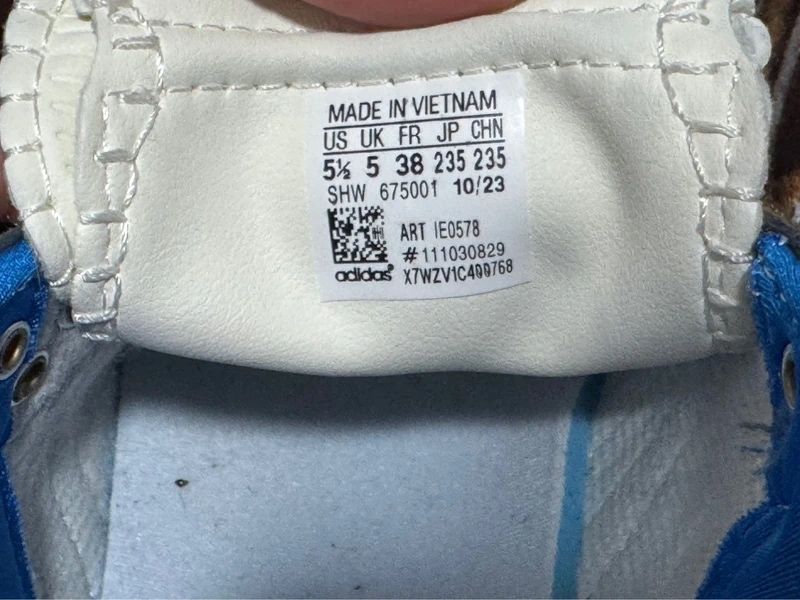 MADE IN VIETNAM
US UK FR JP CHN
5½ 5 38 235 235
SHW 675001 10/23
ART IE0578
#111030829
adidas X7WZV1C400768